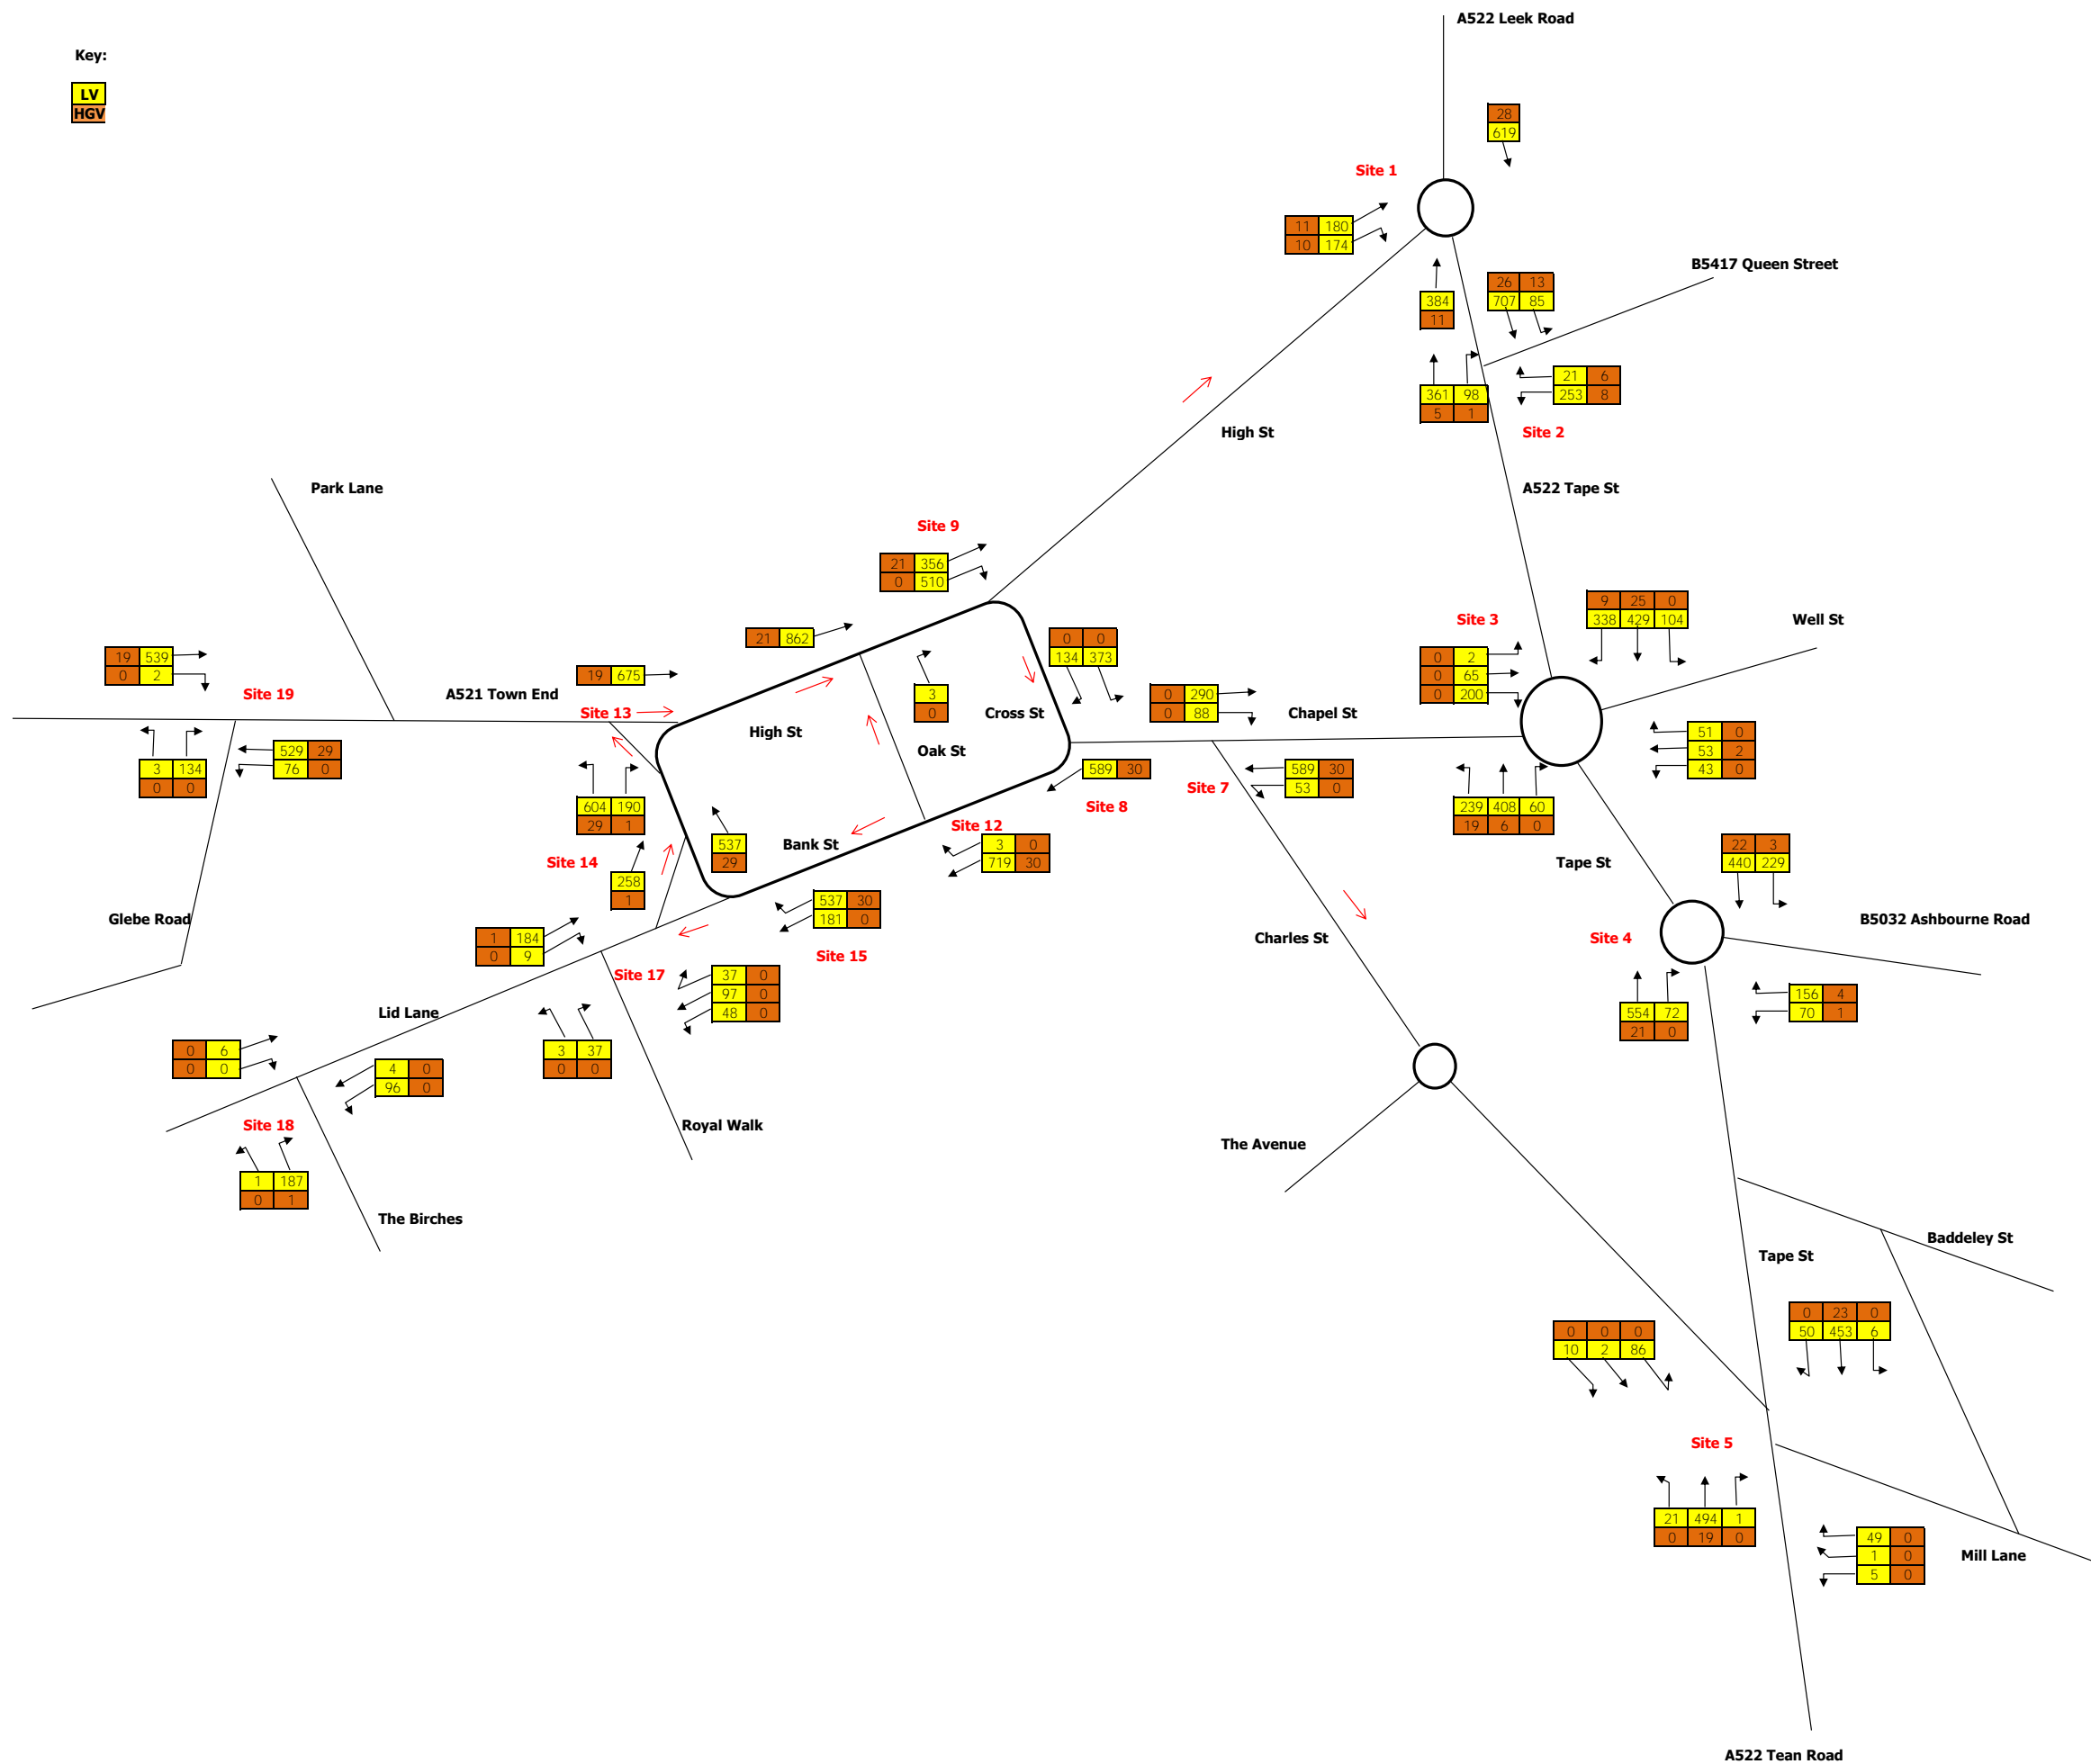 A522 Leek Road
Key:
LV
HGV
28
619
Site 1
11 180
10 174
B5417 Queen Street
26 13
707 85
384
11
21 6
253 8
361 98
5 1
High St
Site 2
Park Lane
A522 Tape St
Site 9
21 356
0 510
9 25 0
338 429 104
Site 3
Well St
21 862
0 0
134 373
0 2
0 65
0 200
19 539
0 2
19 675
Site 19
A521 Town End
3
0
0 290
0 88
Site 13
Cross St
Chapel St
High St
Oak St
51 0
53 2
43 0
529 29
76 0
3 134
0 0
589 30
589 30
53 0
Site 7
604 190
29 1
Site 8
239 408 60
19 6 0
Site 12
537
29
Bank St
3 0
719 30
Site 14
Tape St
22 3
440 229
258
1
537 30
181 0
Glebe Road
B5032 Ashbourne Road
1 184
0 9
Charles St
Site 4
Site 15
Site 17
37 0
97 0
48 0
156 4
70 1
Lid Lane
554 72
21 0
0 6
0 0
3 37
0 0
4 0
96 0
Site 18
Royal Walk
The Avenue
1 187
0 1
The Birches
Baddeley St
Tape St
0 23 0
50 453 6
0 0 0
10 2 86
Site 5
21 494 1
0 19 0
49 0
1 0
5 0
Mill Lane
A522 Tean Road